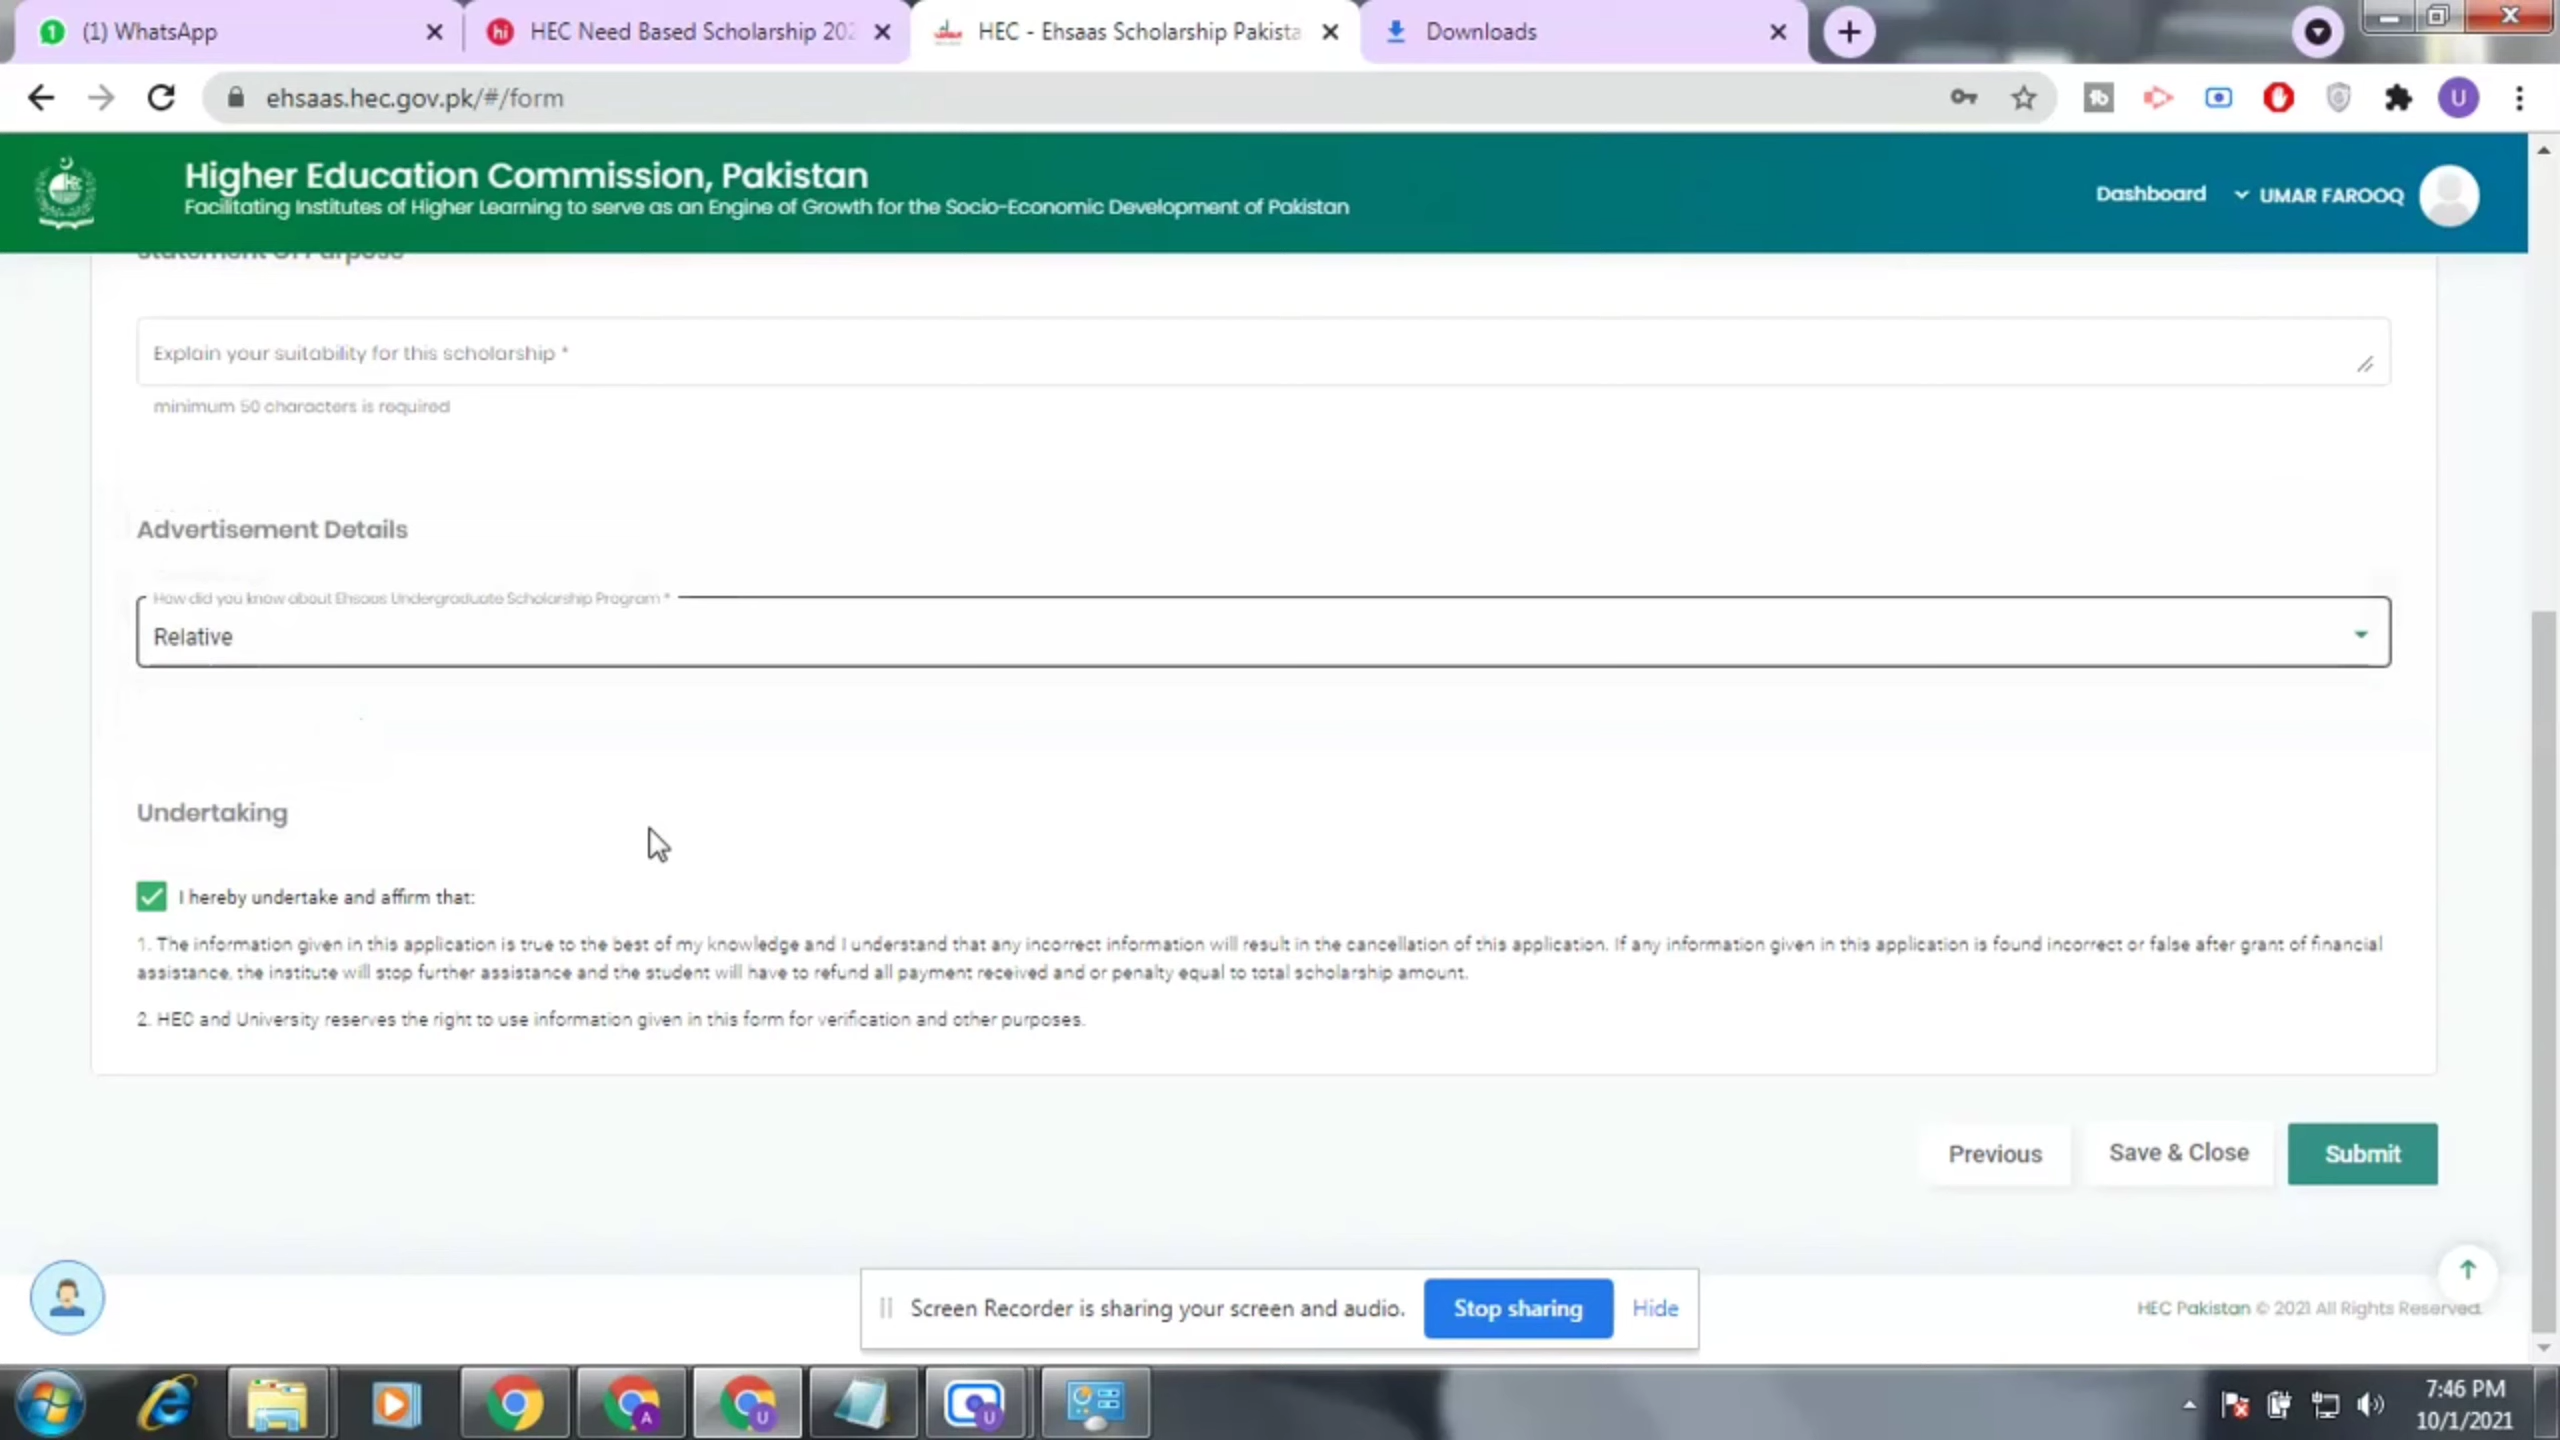 (1) WhatsApp
HEC Need Based Scholarship 202
HEC - Ehsaas Scholarship Pakista
Downloads
ehsaas.hec.gov.pk/#/form
Higher Education Commission, Pakistan
Facilitating Institutes of Higher Learning to serve as an Engine of Growth for the Socio-Economic Development of Pakistan
Dashboard
UMAR FAROOQ
Statement Of Purpose
Explain your suitability for this scholarship *
minimum 50 characters is required
Advertisement Details
How did you know about Ehsaas Undergraduate Scholarship Program *
Relative
Undertaking
I hereby undertake and affirm that:
1. The information given in this application is true to the best of my knowledge and I understand that any incorrect information will result in the cancellation of this application. If any information given in this application is found incorrect or false after grant of financial
assistance, the institute will stop further assistance and the student will have to refund all payment received and or penalty equal to total scholarship amount.
2. HEC and University reserves the right to use information given in this form for verification and other purposes.
Previous
Save & Close
Submit
Screen Recorder is sharing your screen and audio.
Stop sharing
Hide
HEC Pakistan © 2021 All Rights Reserved.
7:46 PM
10/1/2021